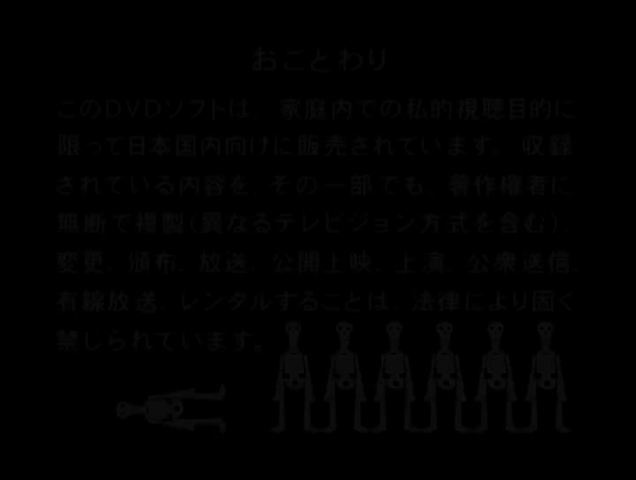 おことわり
このDVDソフトは、家庭内での私的視聴目的に
限って日本国内向けに販売されています。収録
されている内容を、その一部でも、著作権者に
無断で複製(異なるテレビジョン方式を含む)、
変更、頒布、放送、公開上映、上演、公衆送信、
有線放送、レンタルすることは、法律により固く
禁じられています。